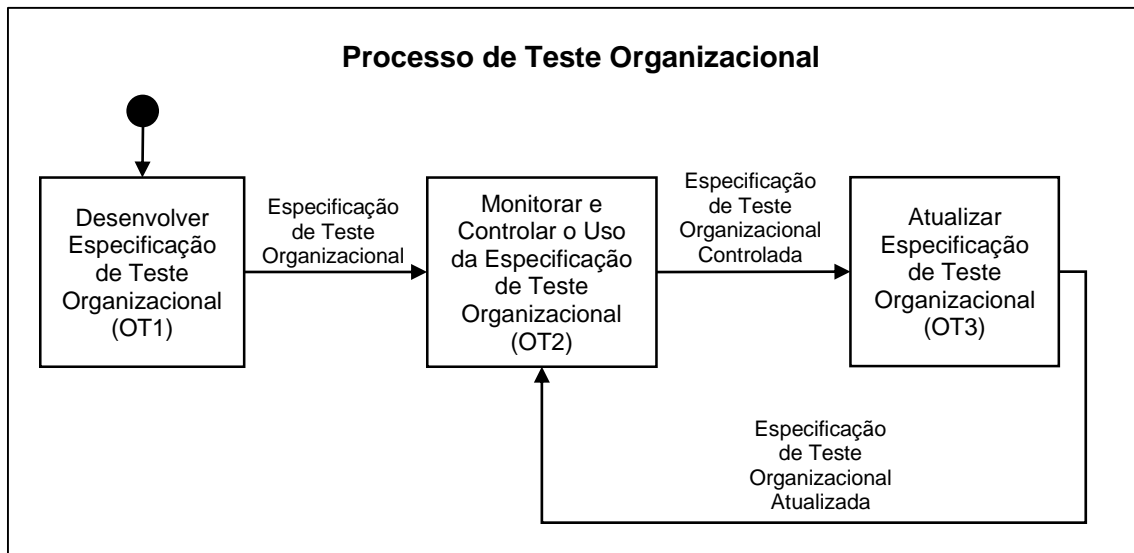 Processo de Teste Organizacional
Desenvolver
Especificação
de Teste
Organizacional
(OT1)
Especificação
de Teste
Organizacional
Monitorar e
Controlar o Uso
da Especificação
de Teste
Organizacional
(OT2)
Especificação
de Teste
Organizacional
Controlada
Atualizar
Especificação
de Teste
Organizacional
(OT3)
Especificação
de Teste
Organizacional
Atualizada